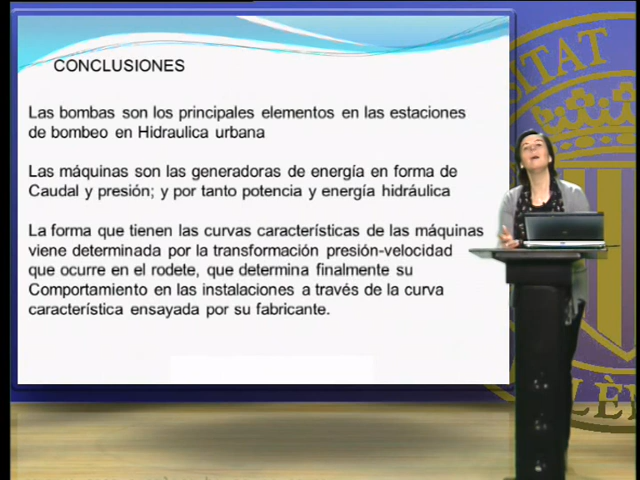 CONCLUSIONES
Las bombas son los principales elementos en las estaciones
de bombeo en Hidraulica urbana
Las máquinas son las generadoras de energía en forma de
Caudal y presión; y por tanto potencia y energía hidráulica
La forma que tienen las curvas características de las máquinas
viene determinada por la transformación presión-velocidad
que ocurre en el rodete, que determina finalmente su
Comportamiento en las instalaciones a través de la curva
característica ensayada por su fabricante.
SITAT
LÈ